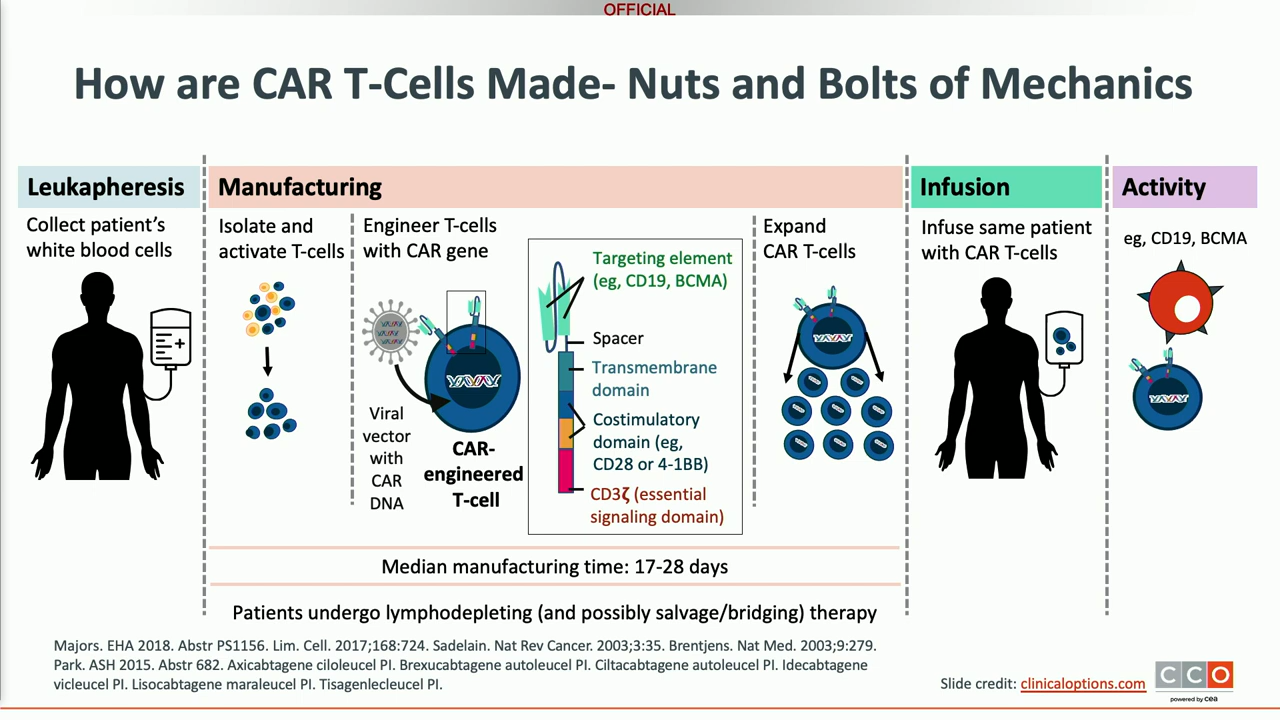 OFFICIAL
How are CAR T-Cells Made- Nuts and Bolts of Mechanics
Leukapheresis
Collect patient’s
white blood cells
Manufacturing
Isolate and
activate T-cells
Engineer T-cells
with CAR gene
Viral
vector
with
CAR
DNA
CAR-
engineered
T-cell
Targeting element
(eg, CD19, BCMA)
Spacer
Transmembrane
domain
Costimulatory
domain (eg,
CD28 or 4-1BB)
CD3ζ (essential
signaling domain)
Expand
CAR T-cells
Median manufacturing time: 17-28 days
Patients undergo lymphodepleting (and possibly salvage/bridging) therapy
Infusion
Infuse same patient
with CAR T-cells
Activity
eg, CD19, BCMA
Majors. EHA 2018. Abstr PS1156. Lim. Cell. 2017;168:724. Sadelain. Nat Rev Cancer. 2003;3:35. Brentjens. Nat Med. 2003;9:279.
Park. ASH 2015. Abstr 682. Axicabtagene ciloleucel PI. Brexucabtagene autoleucel PI. Ciltacabtagene autoleucel PI. Idecabtagene
vicleucel PI. Lisocabtagene maraleucel PI. Tisagenlecleucel PI.
Slide credit: clinicaloptions.com
CCO
powered by cea